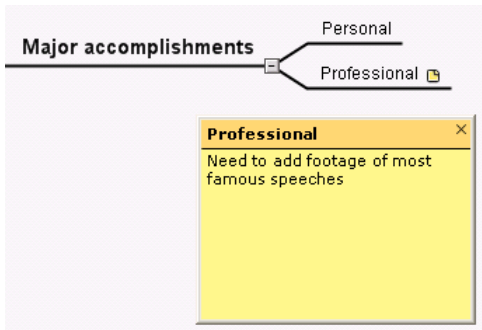 Personal
Major accomplishments
Professional
Professional
Need to add footage of most
famous speeches